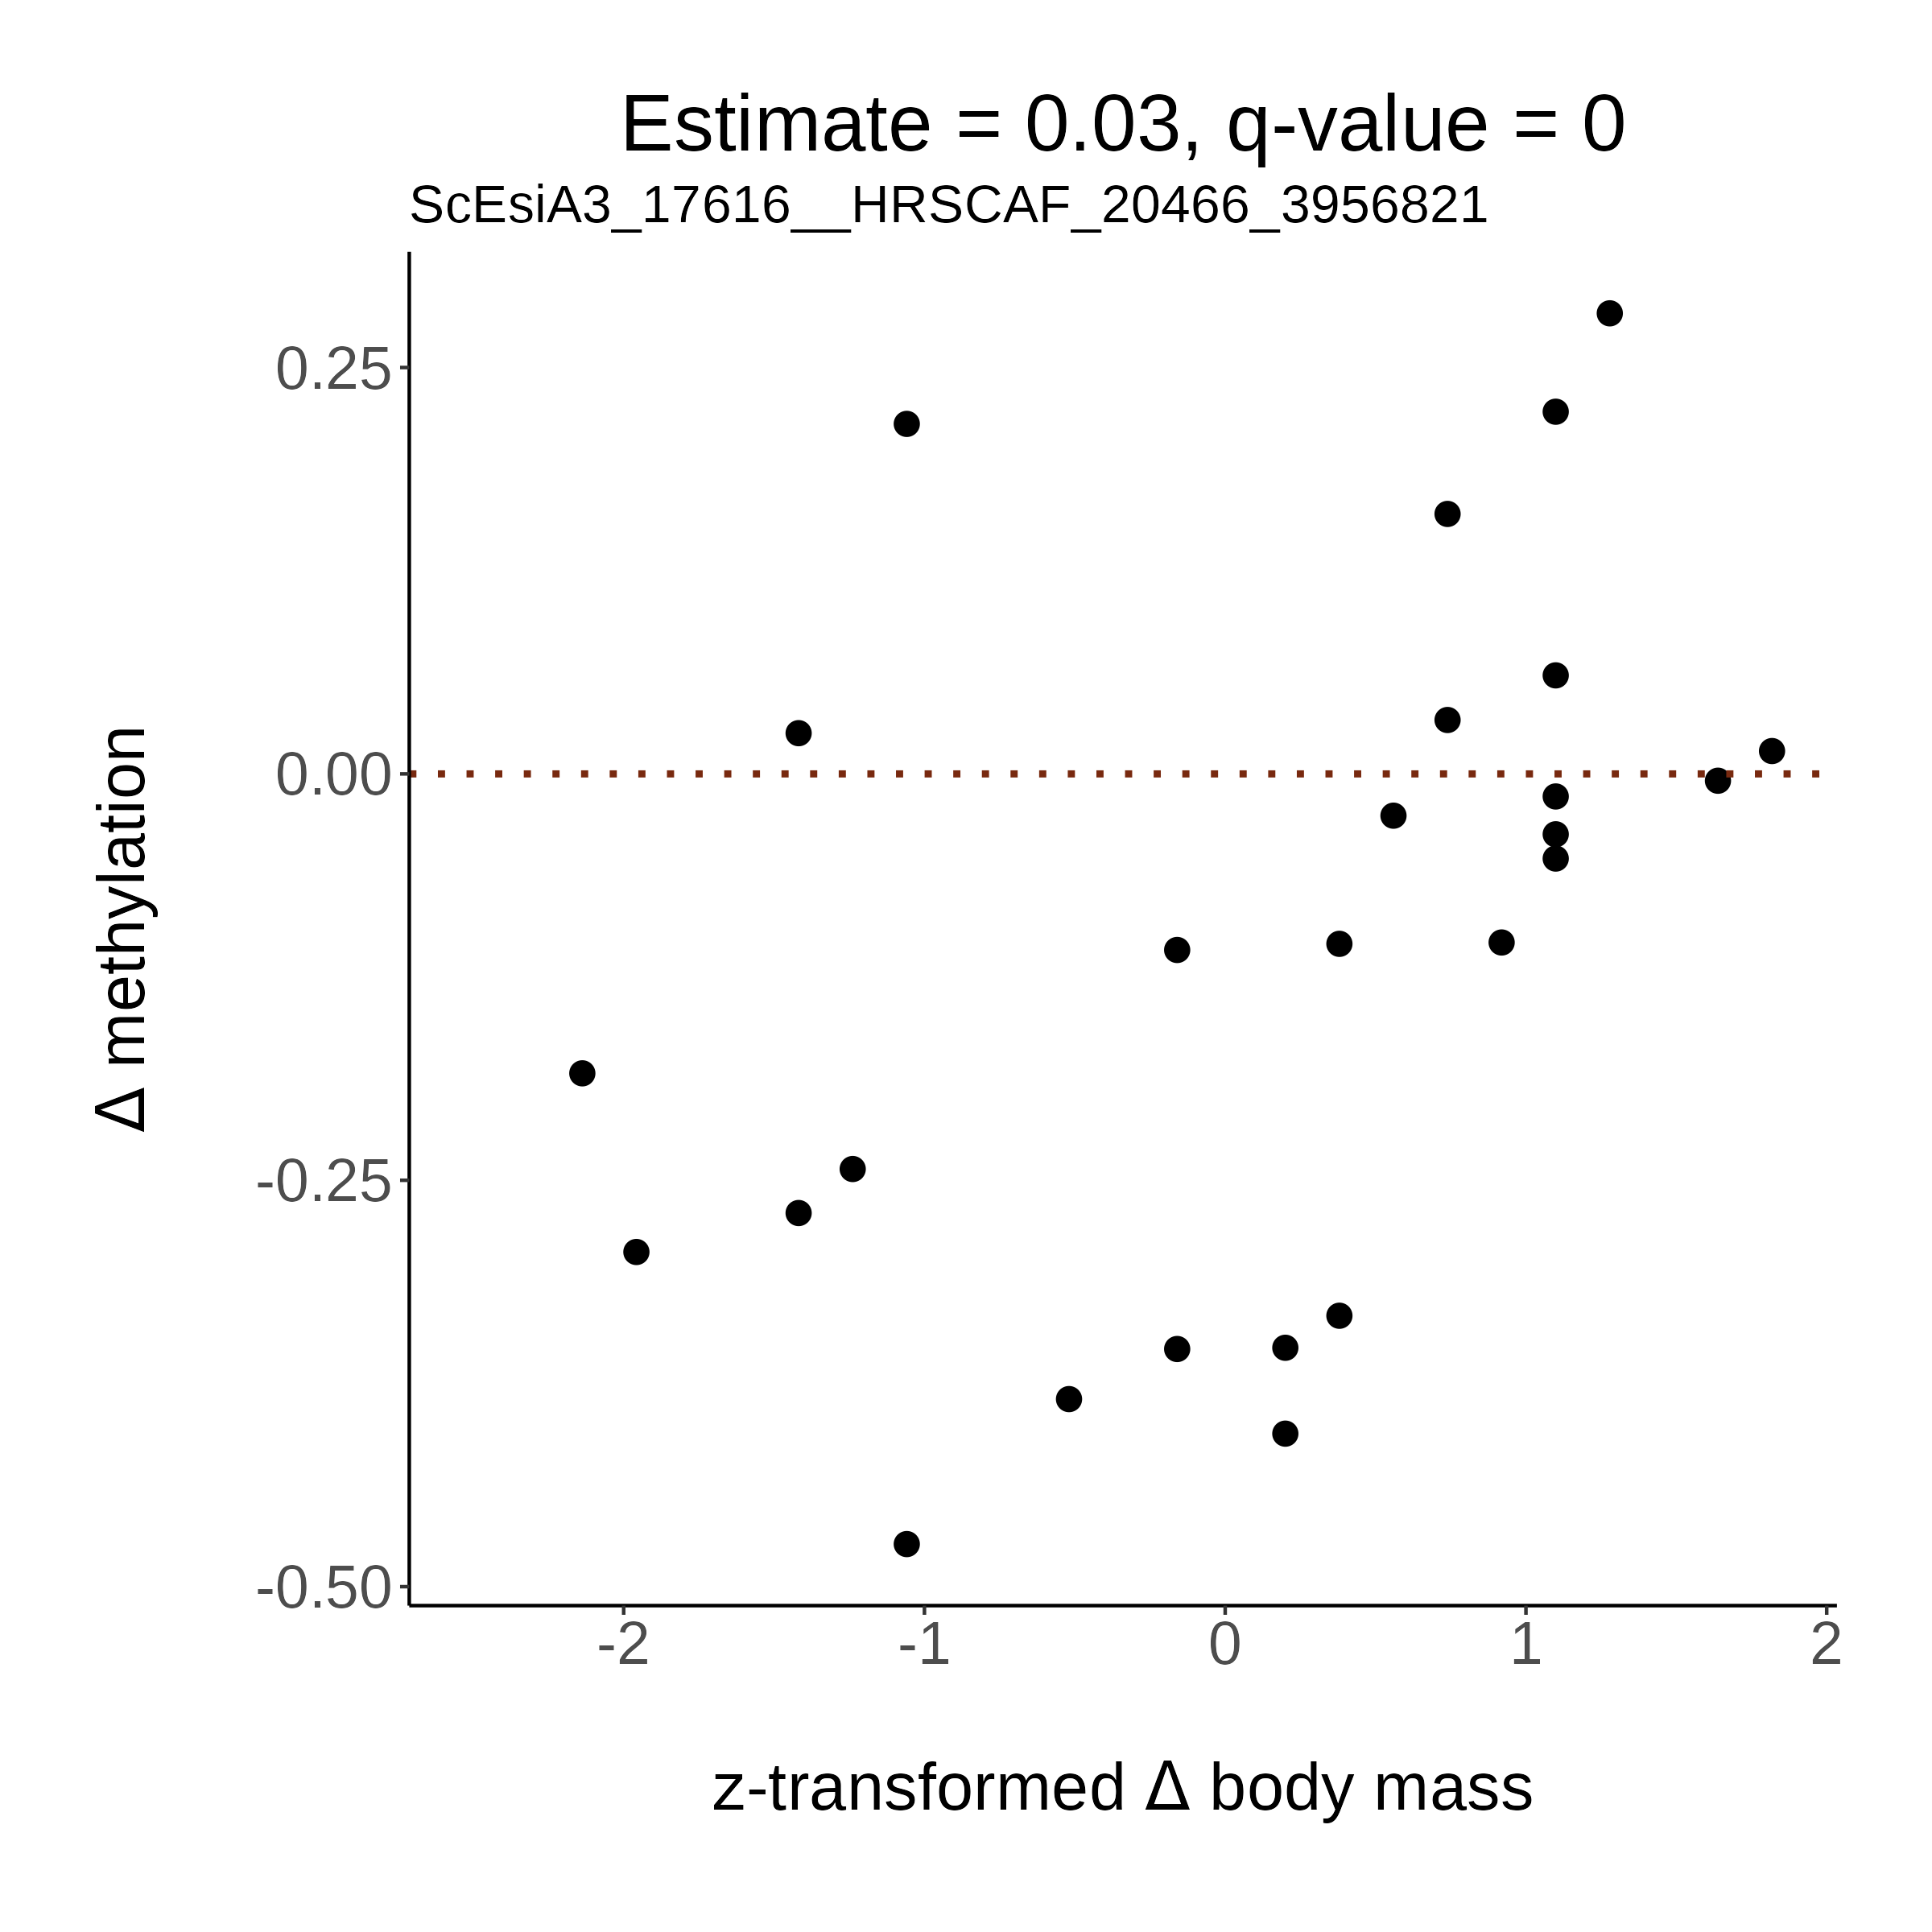 Estimate = 0.03, q-value = 0
ScEsiA3_17616__HRSCAF_20466_3956821
0.25
0.00
-0.25
-0.50
Δ methylation
-2 -1 0 1 2
z-transformed Δ body mass